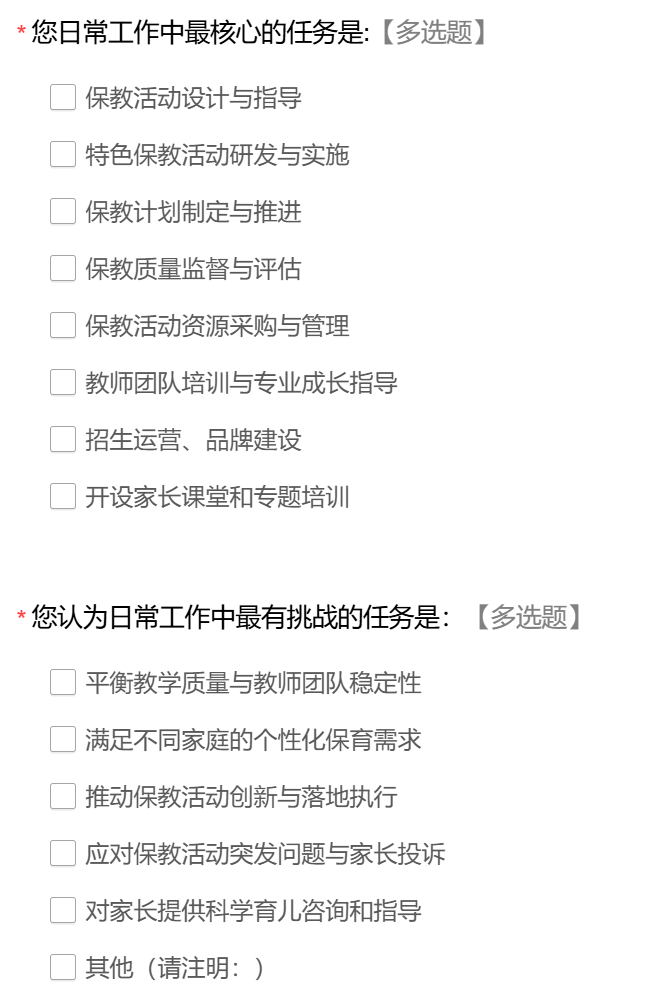 * 您日常工作中最核心的任务是:【多选题】
保教活动设计与指导
特色保教活动研发与实施
保教计划制定与推进
保教质量监督与评估
保教活动资源采购与管理
教师团队培训与专业成长指导
招生运营、品牌建设
开设家长课堂和专题培训
* 您认为日常工作中最有挑战的任务是：【多选题】
平衡教学质量与教师团队稳定性
满足不同家庭的个性化保育需求
推动保教活动创新与落地执行
应对保教活动突发问题与家长投诉
对家长提供科学育儿咨询和指导
其他（请注明：）